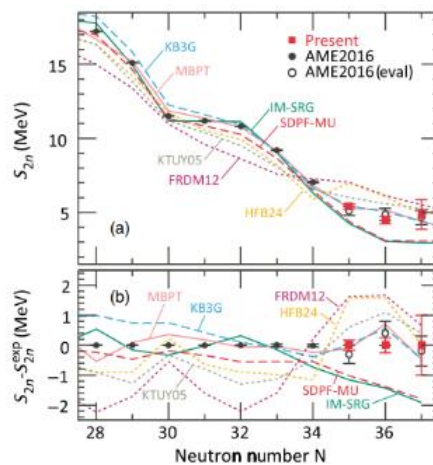 Present
AME2016
AME2016(eval)
KB3G
MBPT
IM-SRG
SDPF-MU
KTUY05
FRDM12
HFB24
S2n (MeV)
15
10
5
(a)
(b)
MBPT
KB3G
FRDM12
HFB24
KTUY05
SDPF-MU
IM-SRG
S2n-S2n^exp (MeV)
2
1
0
−1
−2
28
30
32
34
36
Neutron number N